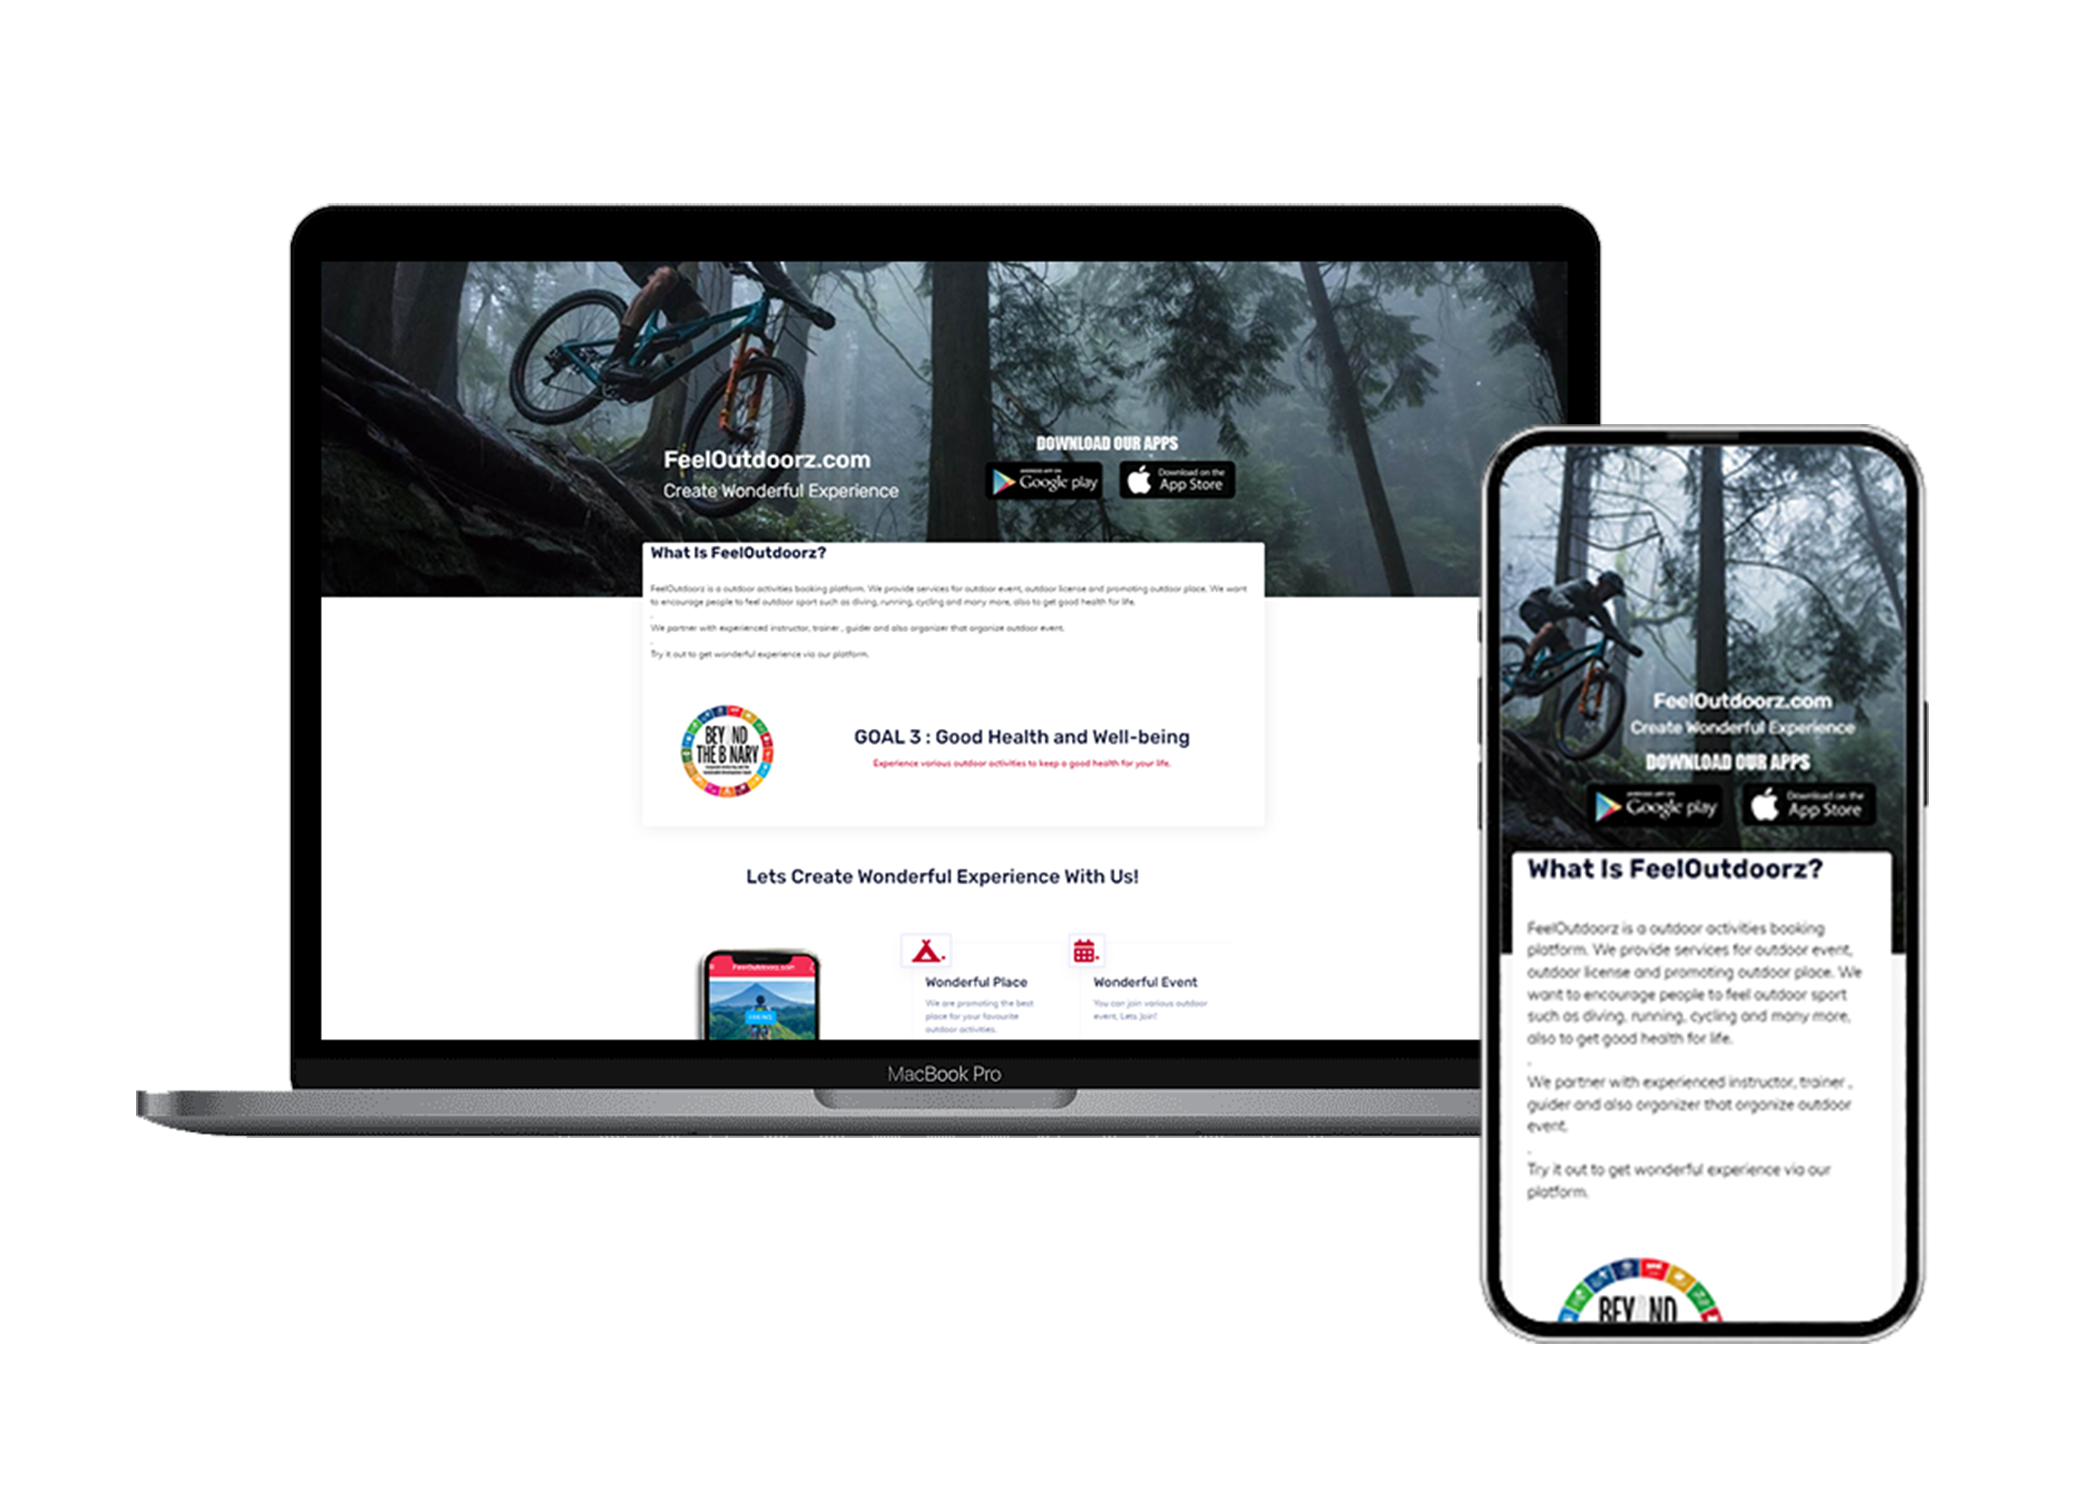 FeelOutdoorz.com
Create Wonderful Experience
DOWNLOAD OUR APPS
ANDROID APP ON
Google play
Download on the
App Store
What Is FeelOutdoorz?
FeelOutdoorz is a outdoor activities booking platform. We provide services for outdoor event, outdoor license and promoting outdoor place. We want
to encourage people to feel outdoor sport such as diving, running, cycling and many more, also to get good health for life.
.
We partner with experienced instructor, trainer , guider and also organizer that organize outdoor event.
.
Try it out to get wonderful experience via our platform.
BEY ND
THE B NARY
GOAL 3 : Good Health and Well-being
Experience various outdoor activities to keep a good health for your life.
Lets Create Wonderful Experience With Us!
FeelOutdoorz.com
Wonderful Place
We are promoting the best
place for your favourite
outdoor activities.
Wonderful Event
You can join various outdoor
event, Lets Join!
MacBook Pro
FeelOutdoorz.com
Create Wonderful Experience
DOWNLOAD OUR APPS
ANDROID APP ON
Google play
Download on the
App Store
What Is FeelOutdoorz?
FeelOutdoorz is a outdoor activities booking
platform. We provide services for outdoor event,
outdoor license and promoting outdoor place. We
want to encourage people to feel outdoor sport
such as diving, running, cycling and many more,
also to get good health for life.
.
We partner with experienced instructor, trainer ,
guider and also organizer that organize outdoor
event.
.
Try it out to get wonderful experience via our
platform.
BEY ND